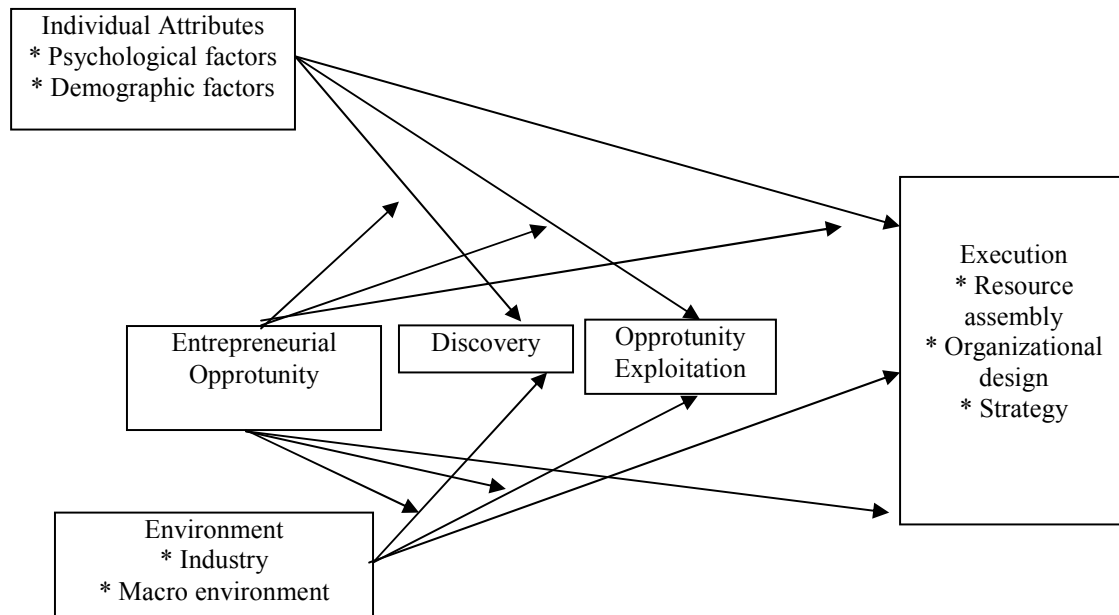 Individual Attributes
* Psychological factors
* Demographic factors
Entrepreneurial
Opprotunity
Discovery
Opprotunity
Exploitation
Execution
* Resource
assembly
* Organizational
design
* Strategy
Environment
* Industry
* Macro environment